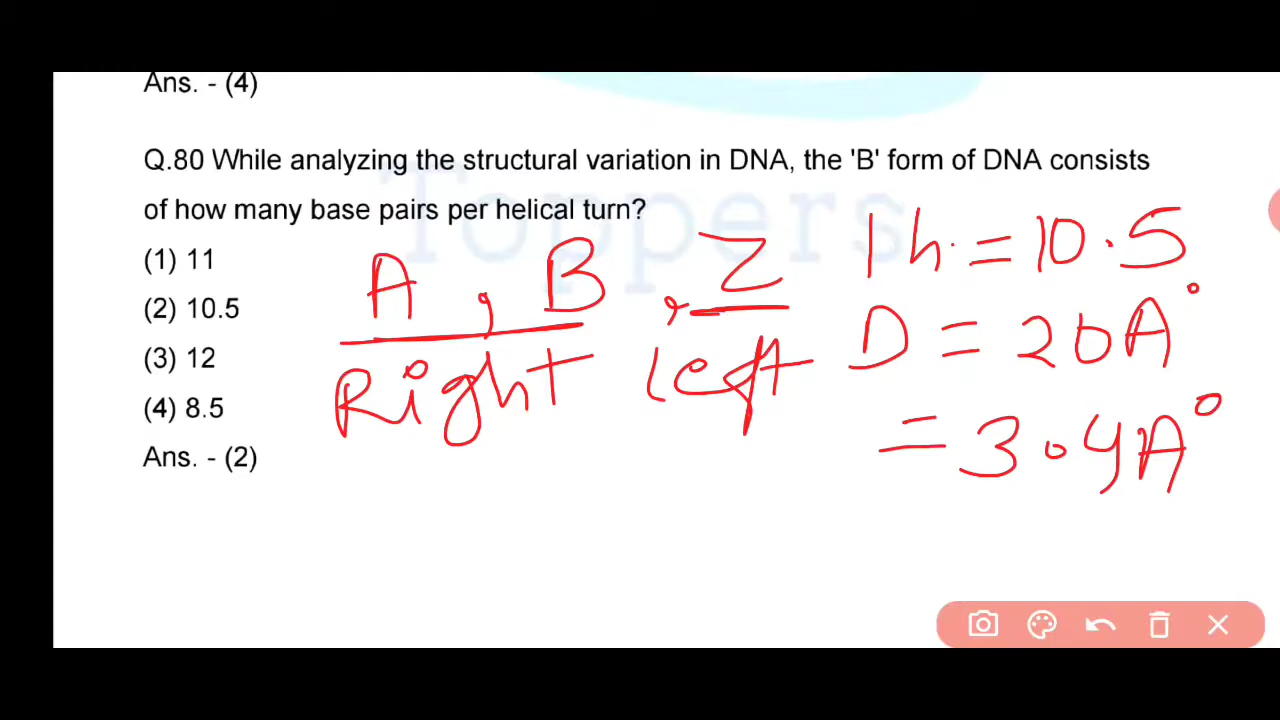 Ans. - (4)
Q.80 While analyzing the structural variation in DNA, the 'B' form of DNA consists
of how many base pairs per helical turn?
(1) 11
(2) 10.5
(3) 12
(4) 8.5
Ans. - (2)
Toppers
A , B , Z
Right left
1h. = 10.5
D = 20A°
= 3.4A°